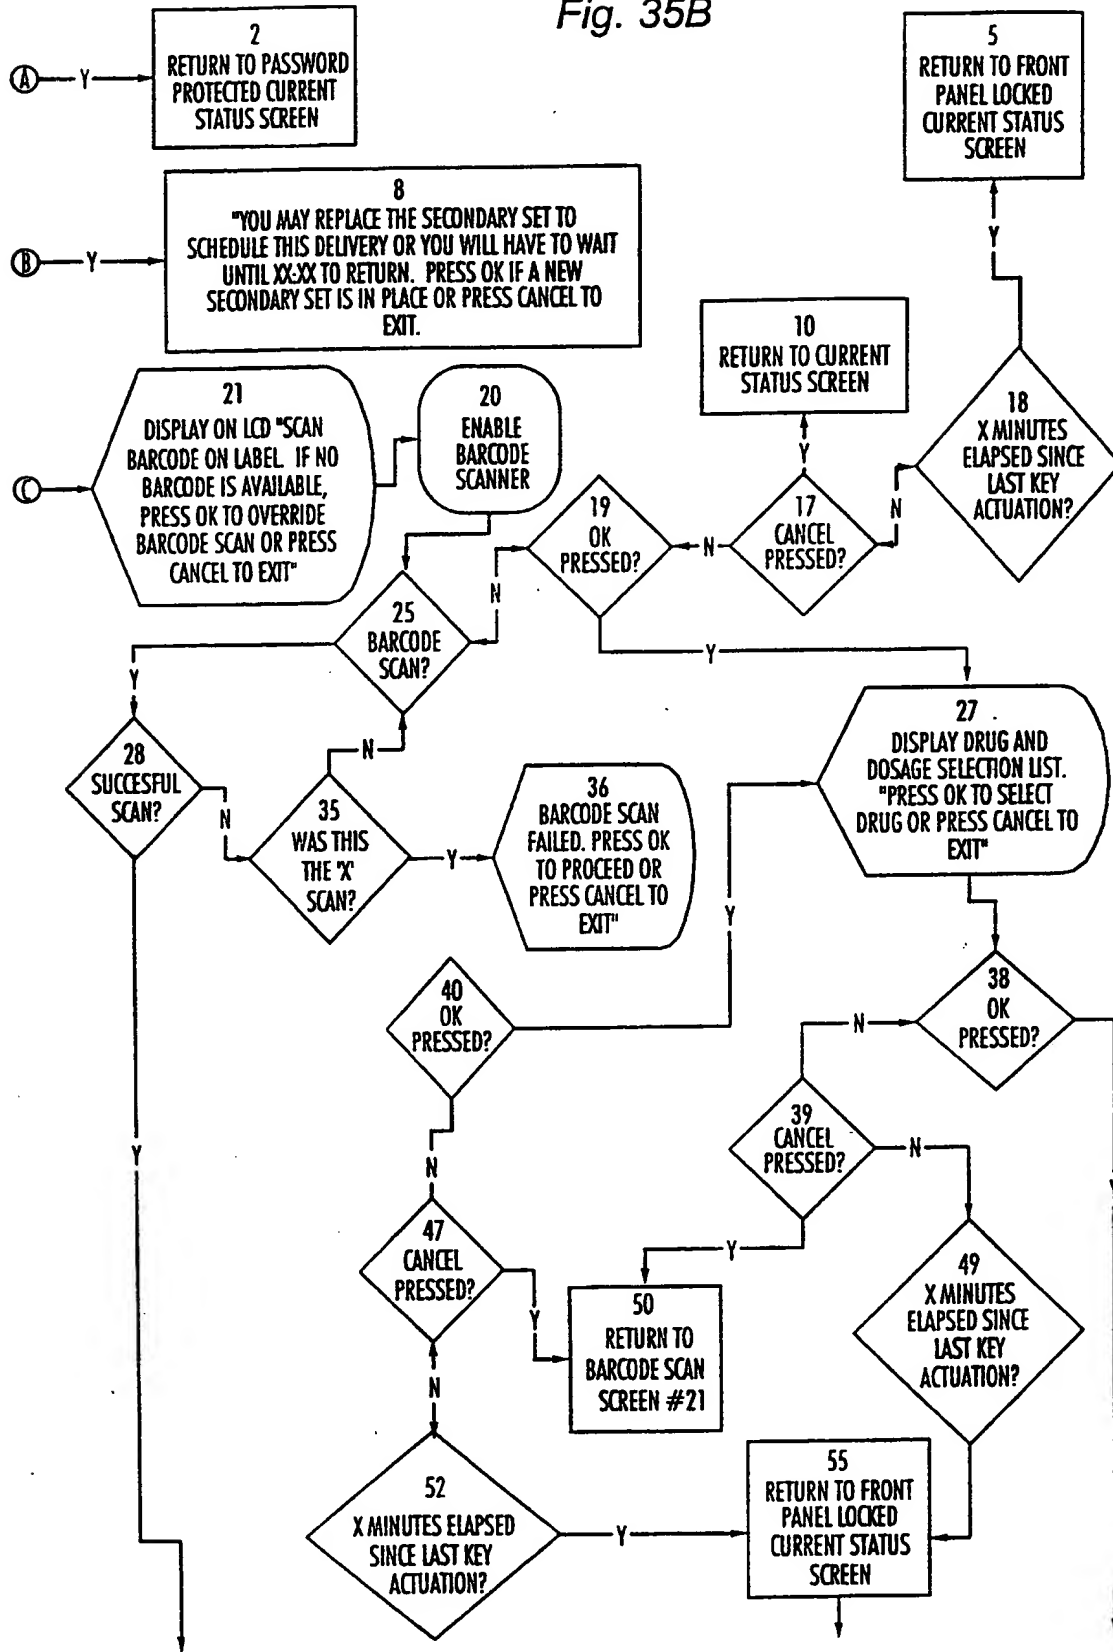 Fig. 35B
2
RETURN TO PASSWORD
PROTECTED CURRENT
STATUS SCREEN
A
Y
5
RETURN TO FRONT
PANEL LOCKED
CURRENT STATUS
SCREEN
Y
8
"YOU MAY REPLACE THE SECONDARY SET TO
SCHEDULE THIS DELIVERY OR YOU WILL HAVE TO WAIT
UNTIL XX-XX TO RETURN. PRESS OK IF A NEW
SECONDARY SET IS IN PLACE OR PRESS CANCEL TO
EXIT.
B
Y
10
RETURN TO CURRENT
STATUS SCREEN
Y
18
X MINUTES
ELAPSED SINCE
LAST KEY
ACTUATION?
N
21
DISPLAY ON LCD "SCAN
BARCODE ON LABEL. IF NO
BARCODE IS AVAILABLE,
PRESS OK TO OVERRIDE
BARCODE SCAN OR PRESS
CANCEL TO EXIT"
C
20
ENABLE
BARCODE
SCANNER
19
OK
PRESSED?
N
17
CANCEL
PRESSED?
N
25
BARCODE
SCAN?
Y
Y
27
DISPLAY DRUG AND
DOSAGE SELECTION LIST.
"PRESS OK TO SELECT
DRUG OR PRESS CANCEL TO
EXIT"
28
SUCCESFUL
SCAN?
N
N
35
WAS THIS
THE "X"
SCAN?
Y
36
BARCODE SCAN
FAILED. PRESS OK
TO PROCEED OR
PRESS CANCEL TO
EXIT"
Y
40
OK
PRESSED?
38
OK
PRESSED?
N
39
CANCEL
PRESSED?
N
Y
N
47
CANCEL
PRESSED?
Y
Y
50
RETURN TO
BARCODE SCAN
SCREEN #21
49
X MINUTES
ELAPSED SINCE
LAST KEY
ACTUATION?
N
52
X MINUTES ELAPSED
SINCE LAST KEY
ACTUATION?
Y
55
RETURN TO FRONT
PANEL LOCKED
CURRENT STATUS
SCREEN